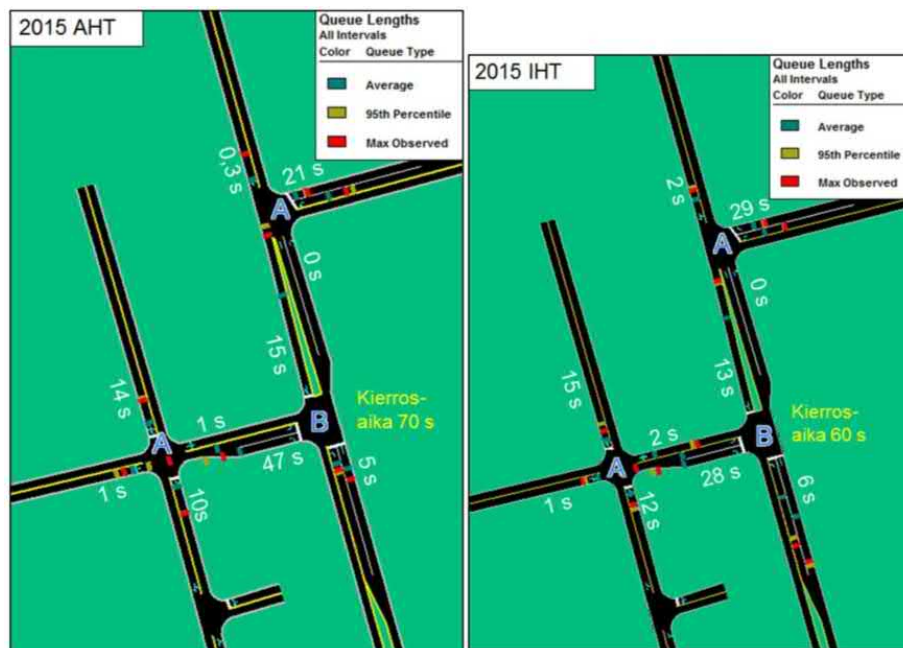 2015 AHT
Queue Lengths
All Intervals
Color Queue Type
Average
95th Percentile
Max Observed
0,3 s
21 s
A
0 s
15 s
14 s
1 s
Kierros-
aika 70 s
A
B
47 s
5 s
1 s
10s
2015 IHT
Queue Lengths
All Intervals
Color Queue Type
Average
95th Percentile
Max Observed
2 s
29 s
A
0 s
13 s
15 s
2 s
Kierros-
aika 60 s
A
B
28 s
6 s
1 s
12 s